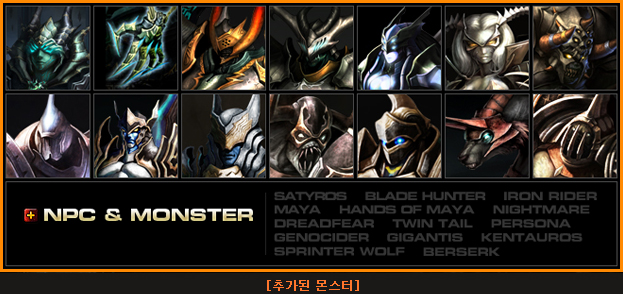 NPC & MONSTER
SATYROS BLADE HUNTER IRON RIDER
MAYA HANDS OF MAYA NIGHTMARE
DREADFEAR TWIN TAIL PERSONA
GENOCIDER GIGANTIS KENTAUROS
SPRINTER WOLF BERSERK
[추가된 몬스터]